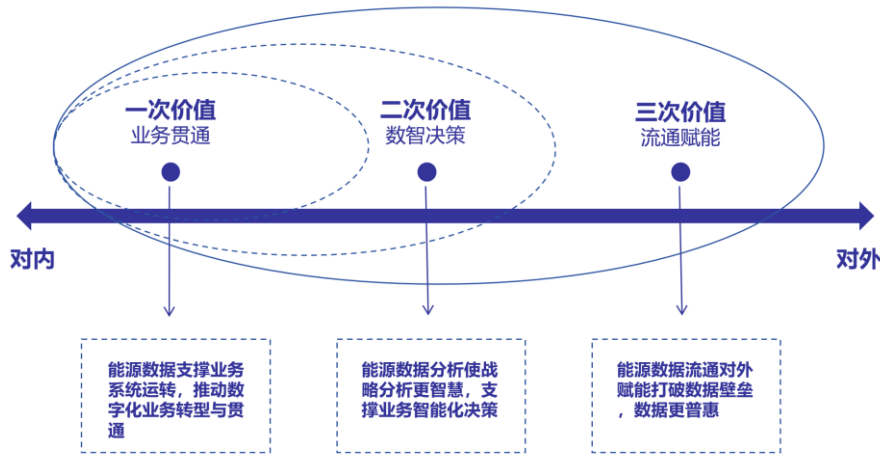 一次价值
业务贯通
二次价值
数智决策
三次价值
流通赋能
对内
对外
能源数据支撑业务
系统运转，推动数
字化业务转型与贯
通
能源数据分析使战
略分析更智慧，支
撑业务智能化决策
能源数据流通对外
赋能打破数据壁垒
，数据更普惠